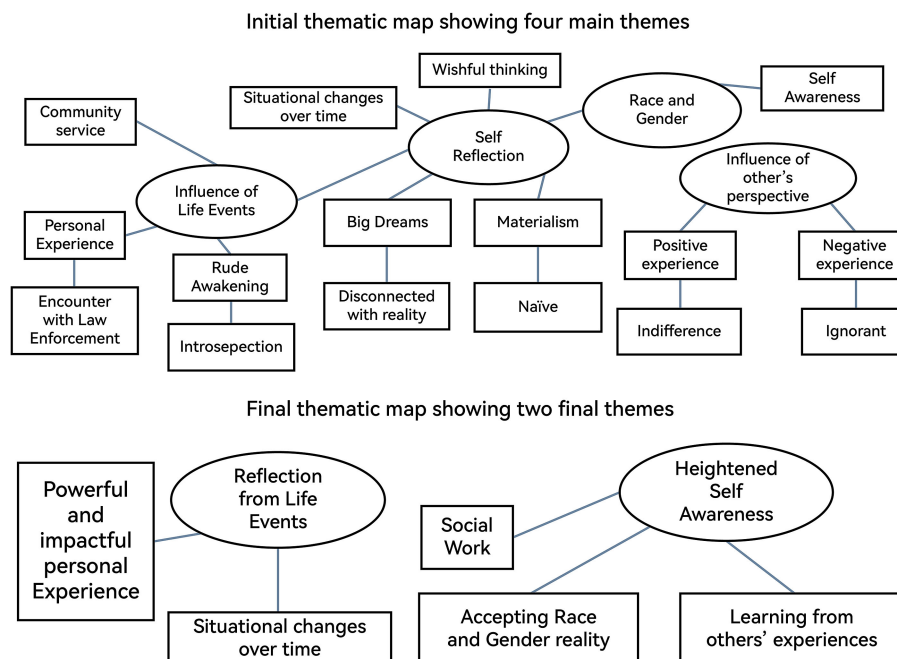 Initial thematic map showing four main themes
Wishful thinking
Situational changes
over time
Self
Awareness
Race and
Gender
Community
service
Self
Reflection
Influence of
other's
perspective
Influence of
Life Events
Personal
Experience
Big Dreams
Materialism
Positive
experience
Negative
experience
Rude
Awakening
Encounter
with Law
Enforcement
Disconnected
with reality
Naïve
Indifference
Ignorant
Introsepection
Final thematic map showing two final themes
Powerful
and
impactful
personal
Experience
Reflection
from Life
Events
Heightened
Self
Awareness
Social
Work
Situational changes
over time
Accepting Race
and Gender reality
Learning from
others’ experiences